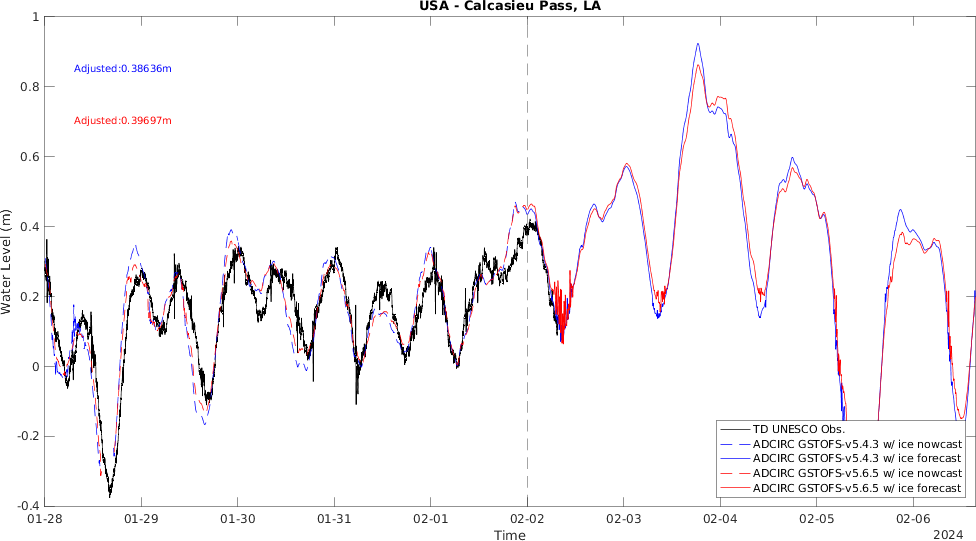 USA - Calcasieu Pass, LA
1
Adjusted:0.38636m
0.8
Adjusted:0.39697m
0.6
0.4
Water Level (m)
0.2
0
-0.2
-0.4
TD UNESCO Obs.
ADCIRC GSTOFS-v5.4.3 w/ ice nowcast
ADCIRC GSTOFS-v5.4.3 w/ ice forecast
ADCIRC GSTOFS-v5.6.5 w/ ice nowcast
ADCIRC GSTOFS-v5.6.5 w/ ice forecast
01-28 01-29 01-30 01-31 02-01 02-02 02-03 02-04 02-05 02-06
Time
2024